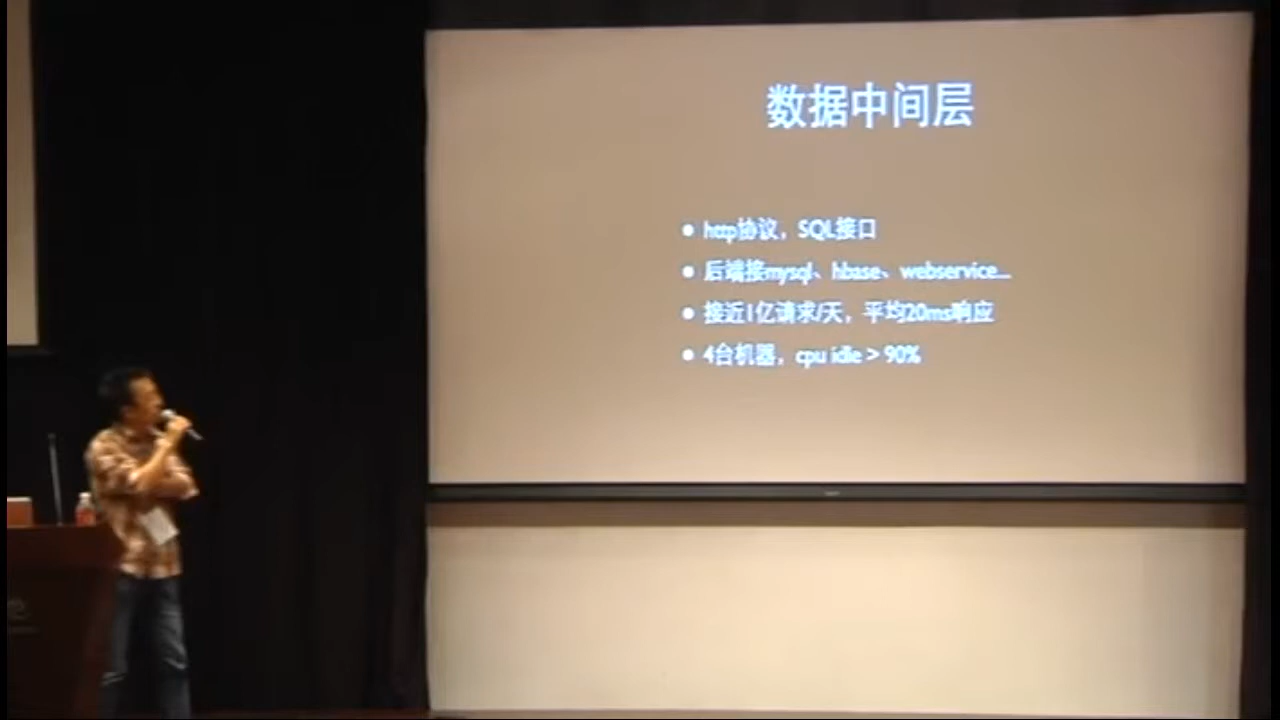 数据中间层
• http协议，SQL接口
• 后端接mysql、hbase、webservice...
• 接近1亿请求/天，平均20ms响应
• 4台机器，cpu idle > 90%